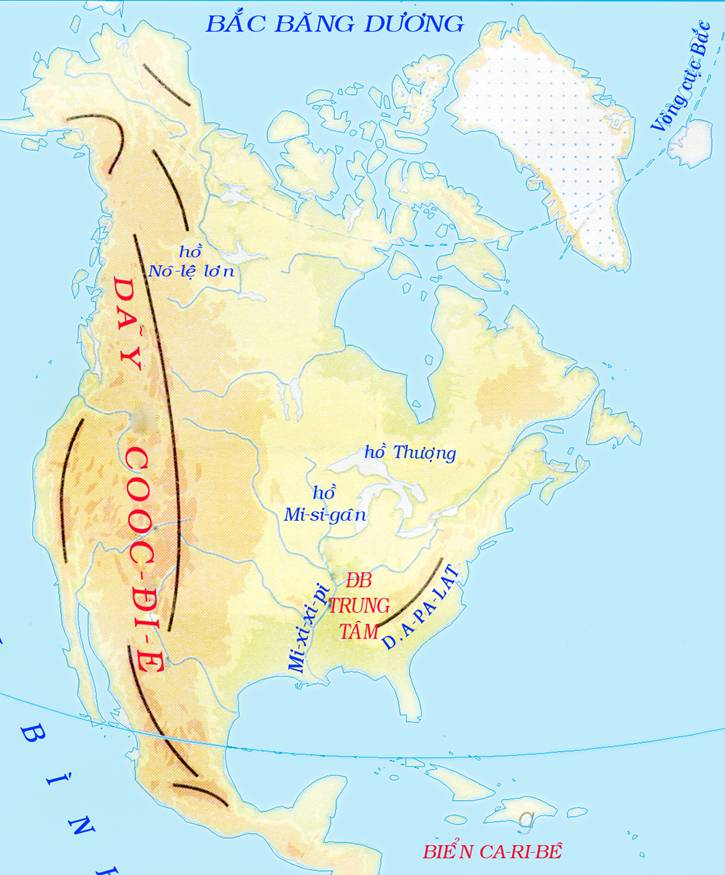 BẮC BĂNG DƯƠNG
Vòng cực Bắc
hồ
Nô-lệ lớn
DÃY
COOC-ĐI-E
hồ Thượng
hồ
Mi-si-gân
Mi-xi-xi-pi
ĐB
TRUNG
TÂM
D.A-PA-LAT
BÌN
BIỂN CA-RI-BÊ